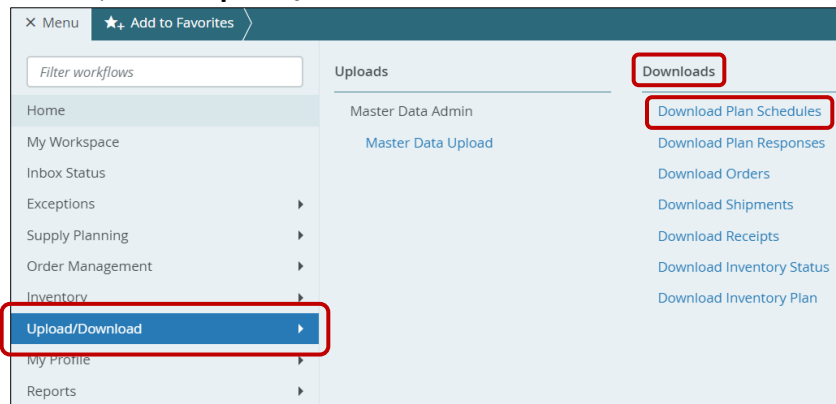 × Menu
★+ Add to Favorites
Filter workflows
Home
My Workspace
Inbox Status
Exceptions
Supply Planning
Order Management
Inventory
Upload/Download
My Profile
Reports
Uploads
Master Data Admin
Master Data Upload
Downloads
Download Plan Schedules
Download Plan Responses
Download Orders
Download Shipments
Download Receipts
Download Inventory Status
Download Inventory Plan